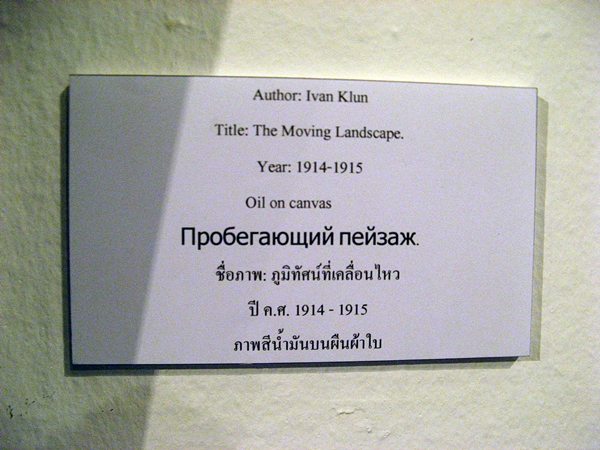 Author: Ivan Klun
Title: The Moving Landscape.
Year: 1914-1915
Oil on canvas
Пробегающий пейзаж.
ชื่อภาพ: ภูมิทัศน์ที่เคลื่อนไหว
ปี ค.ศ. 1914 - 1915
ภาพสีน้ำมันบนผืนผ้าใบ